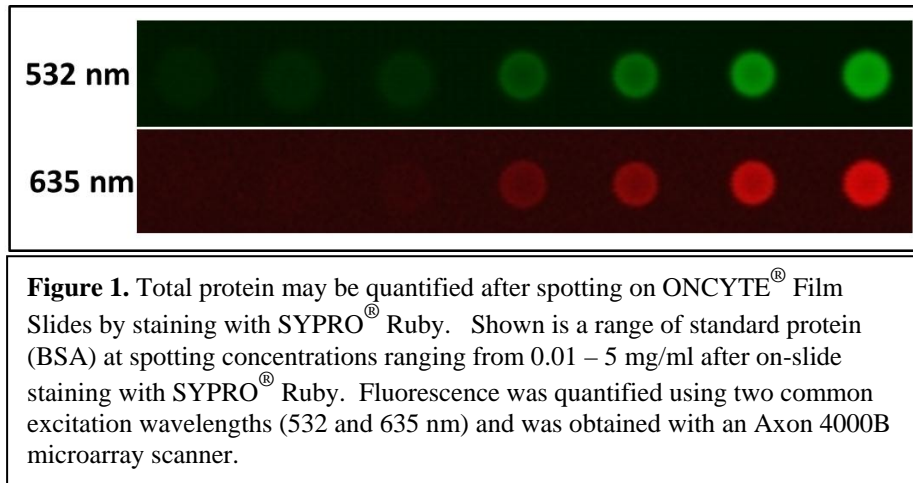 532 nm
635 nm
Figure 1. Total protein may be quantified after spotting on ONCYTE® Film
Slides by staining with SYPRO® Ruby. Shown is a range of standard protein
(BSA) at spotting concentrations ranging from 0.01 – 5 mg/ml after on-slide
staining with SYPRO® Ruby. Fluorescence was quantified using two common
excitation wavelengths (532 and 635 nm) and was obtained with an Axon 4000B
microarray scanner.